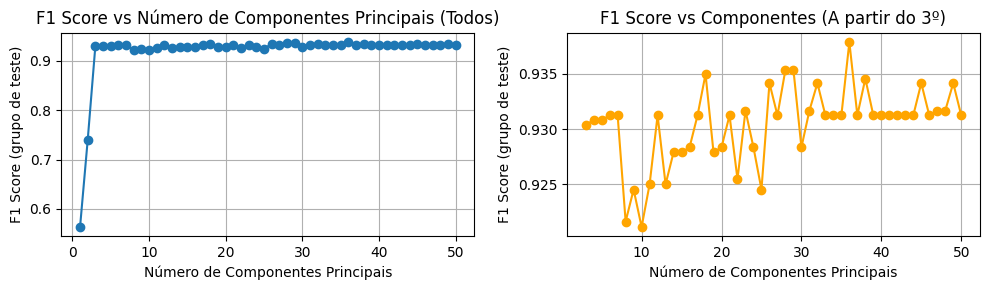 F1 Score vs Número de Componentes Principais (Todos)
F1 Score (grupo de teste)
0.9
0.8
0.7
0.6
0 10 20 30 40 50
Número de Componentes Principais
F1 Score vs Componentes (A partir do 3º)
F1 Score (grupo de teste)
0.935
0.930
0.925
10 20 30 40 50
Número de Componentes Principais